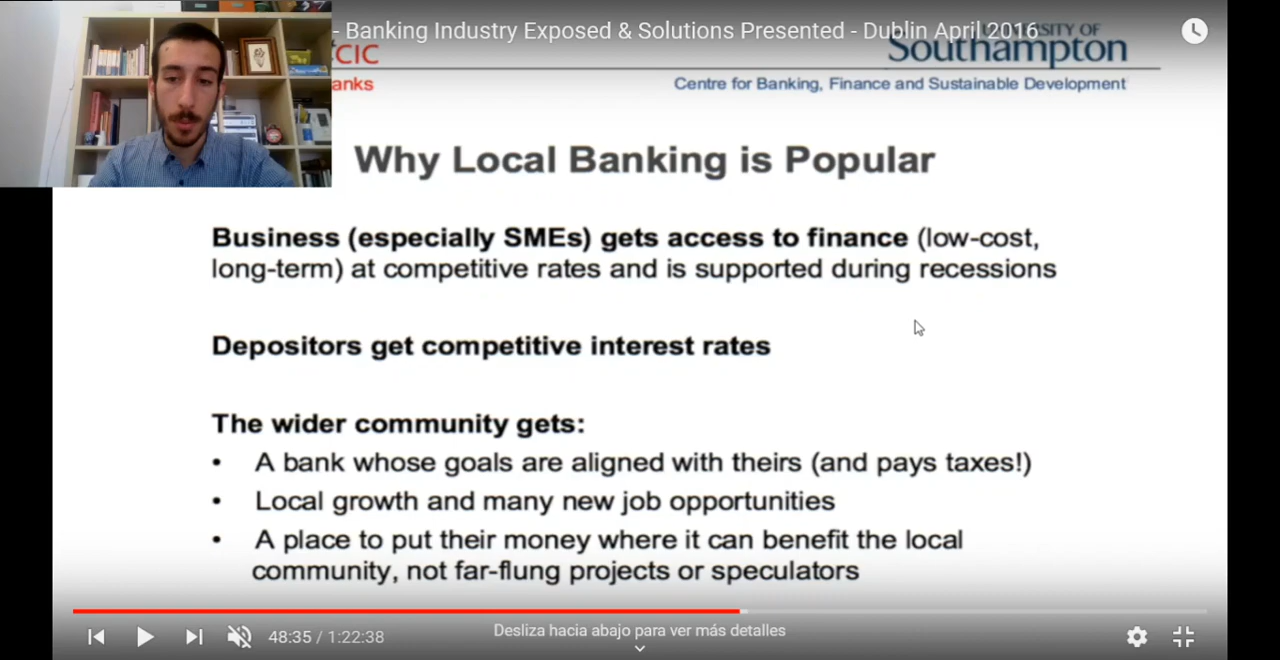 - Banking Industry Exposed & Solutions Presented - Dublin April 2016
UNIVERSITY OF
Southampton
CIC
anks
Centre for Banking, Finance and Sustainable Development
Why Local Banking is Popular
Business (especially SMEs) gets access to finance (low-cost,
long-term) at competitive rates and is supported during recessions
Depositors get competitive interest rates
The wider community gets:
• A bank whose goals are aligned with theirs (and pays taxes!)
• Local growth and many new job opportunities
• A place to put their money where it can benefit the local
community, not far-flung projects or speculators
48:35 / 1:22:38
Desliza hacia abajo para ver más detalles